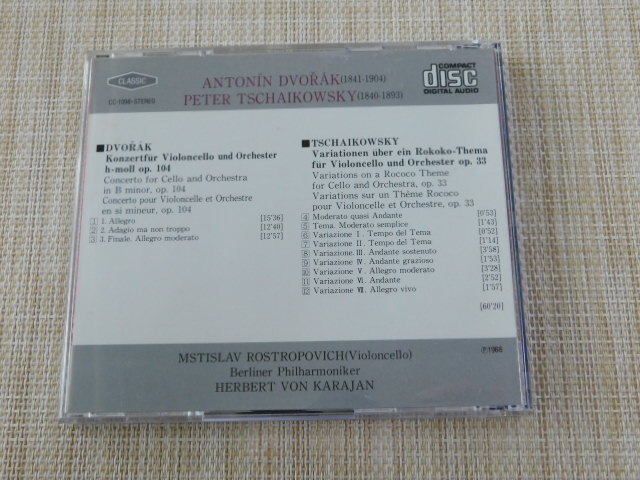 CLASSIC
CC-1098-STEREO
ANTONÍN DVOŘÁK(1841-1904)
PETER TSCHAIKOWSKY(1840-1893)
COMPACT
disc
DIGITAL AUDIO
■DVOŘÁK
Konzertfur Violoncello und Orchester
h-moll op. 104
Concerto for Cello and Orchestra
in B minor, op. 104
Concerto pour Violoncelle et Orchestre
en si mineur, op. 104
1 1. Allegro [15'36]
2 2. Adagio ma non troppo [12'40]
3 3. Finale. Allegro moderato [12'57]
■TSCHAIKOWSKY
Variationen über ein Rokoko-Thema
für Violoncello und Orchester op. 33
Variations on a Rococo Theme
for Cello and Orchestra, op. 33
Variations sur un Thème Rococo
pour Violoncelle et Orchestre, op. 33
4 Moderato quasi Andante [0'53]
5 Tema. Moderato semplice [1'43]
6 Variazione I. Tempo del Tema [0'52]
7 Variazione II. Tempo del Tema [1'14]
8 Variazione III. Andante sostenuto [3'58]
9 Variazione IV. Andante grazioso [1'53]
10 Variazione V. Allegro moderato [3'28]
11 Variazione VI. Andante [2'52]
12 Variazione VII. Allegro vivo [1'57]
[60'20]
MSTISLAV ROSTROPOVICH(Violoncello)
Berliner Philharmoniker
HERBERT VON KARAJAN
Ⓟ1968